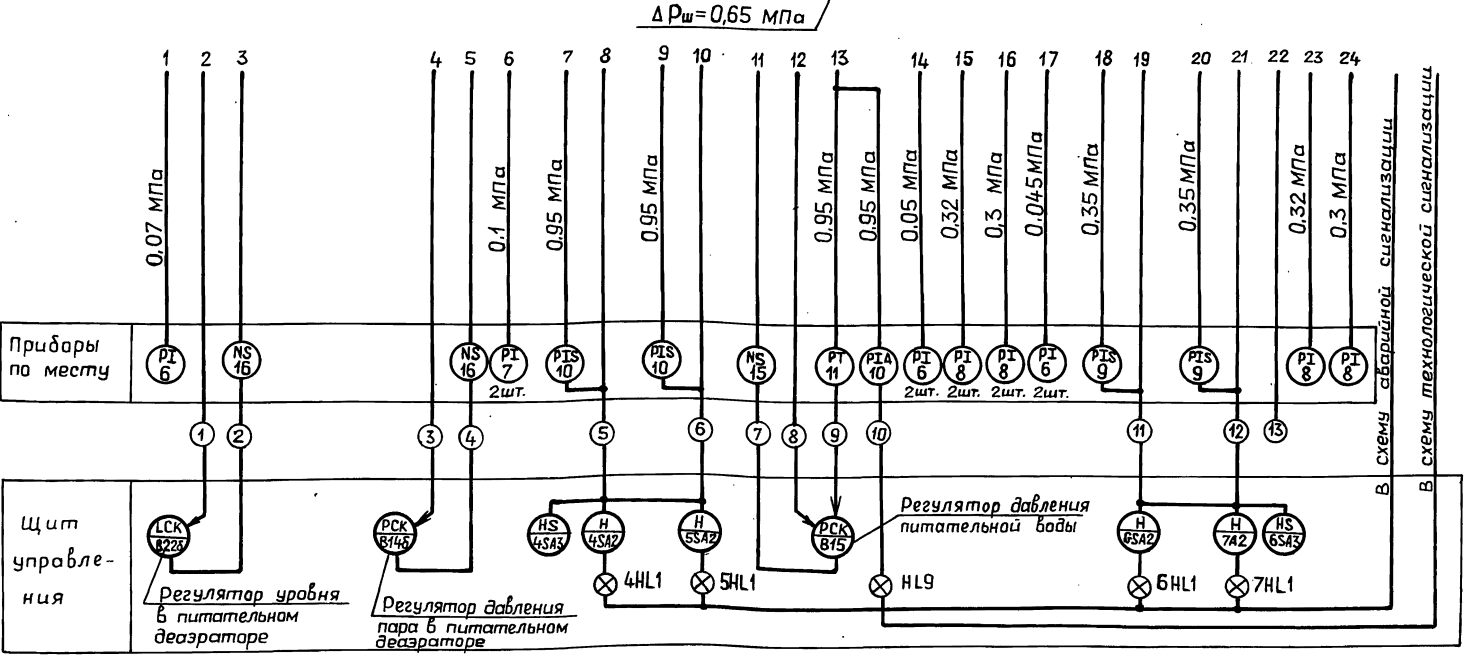 Δ Pш=0,65 МПа
1 2 3 4 5 6 7 8 9 10 11 12 13 14 15 16 17 18 19 20 21 22 23 24
0,07 МПа
0,1 МПа
0,95 МПа
0,95 МПа
0,95 МПа
0,95 МПа
0,05 МПа
0,32 МПа
0,3 МПа
0,045 МПа
0,35 МПа
0,35 МПа
0,32 МПа
0,3 МПа
В схему аварийной сигнализации
В схему технологической сигнализации
Приборы
по месту
PI NS NS PI PIS PIS NS PT PIA PI PI PI PI PIS PIS PI PI
6 16 16 7 10 10 15 11 10 6 8 8 6 9 9 8 8
2шт. 2шт. 2шт. 2шт. 2шт.
1 2 3 4 5 6 7 8 9 10 11 12 13
Щит
управле-
ния
LCK PCK HS H H PCK H H HS
4SA3 4SA2 5SA2 B15 6SA2 7A2 6SA3
Регулятор давления
питательной воды
4HL1 5HL1 HL9 6HL1 7HL1
Регулятор уровня
в питательном
деаэраторе
Регулятор давления
пара в питательном
деаэраторе